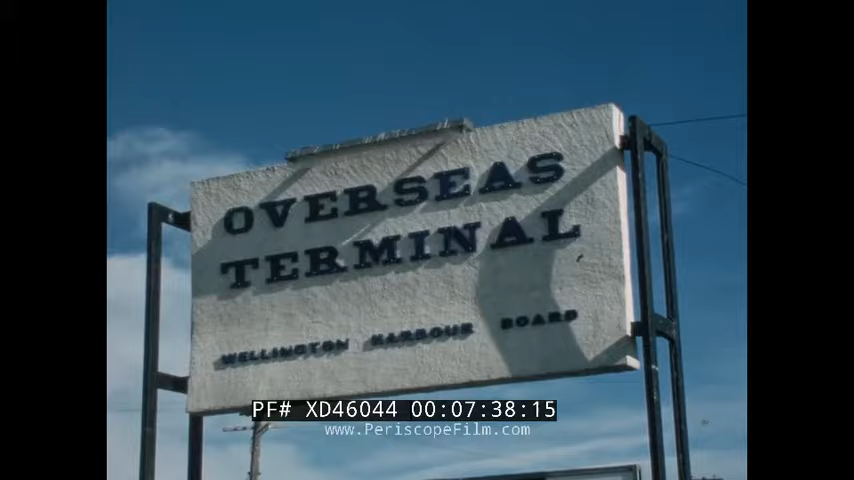 OVERSEAS
TERMINAL
WELLINGTON HARBOUR BOARD
PF# XD46044 00:07:38:15
www.PeriscopeFilm.com